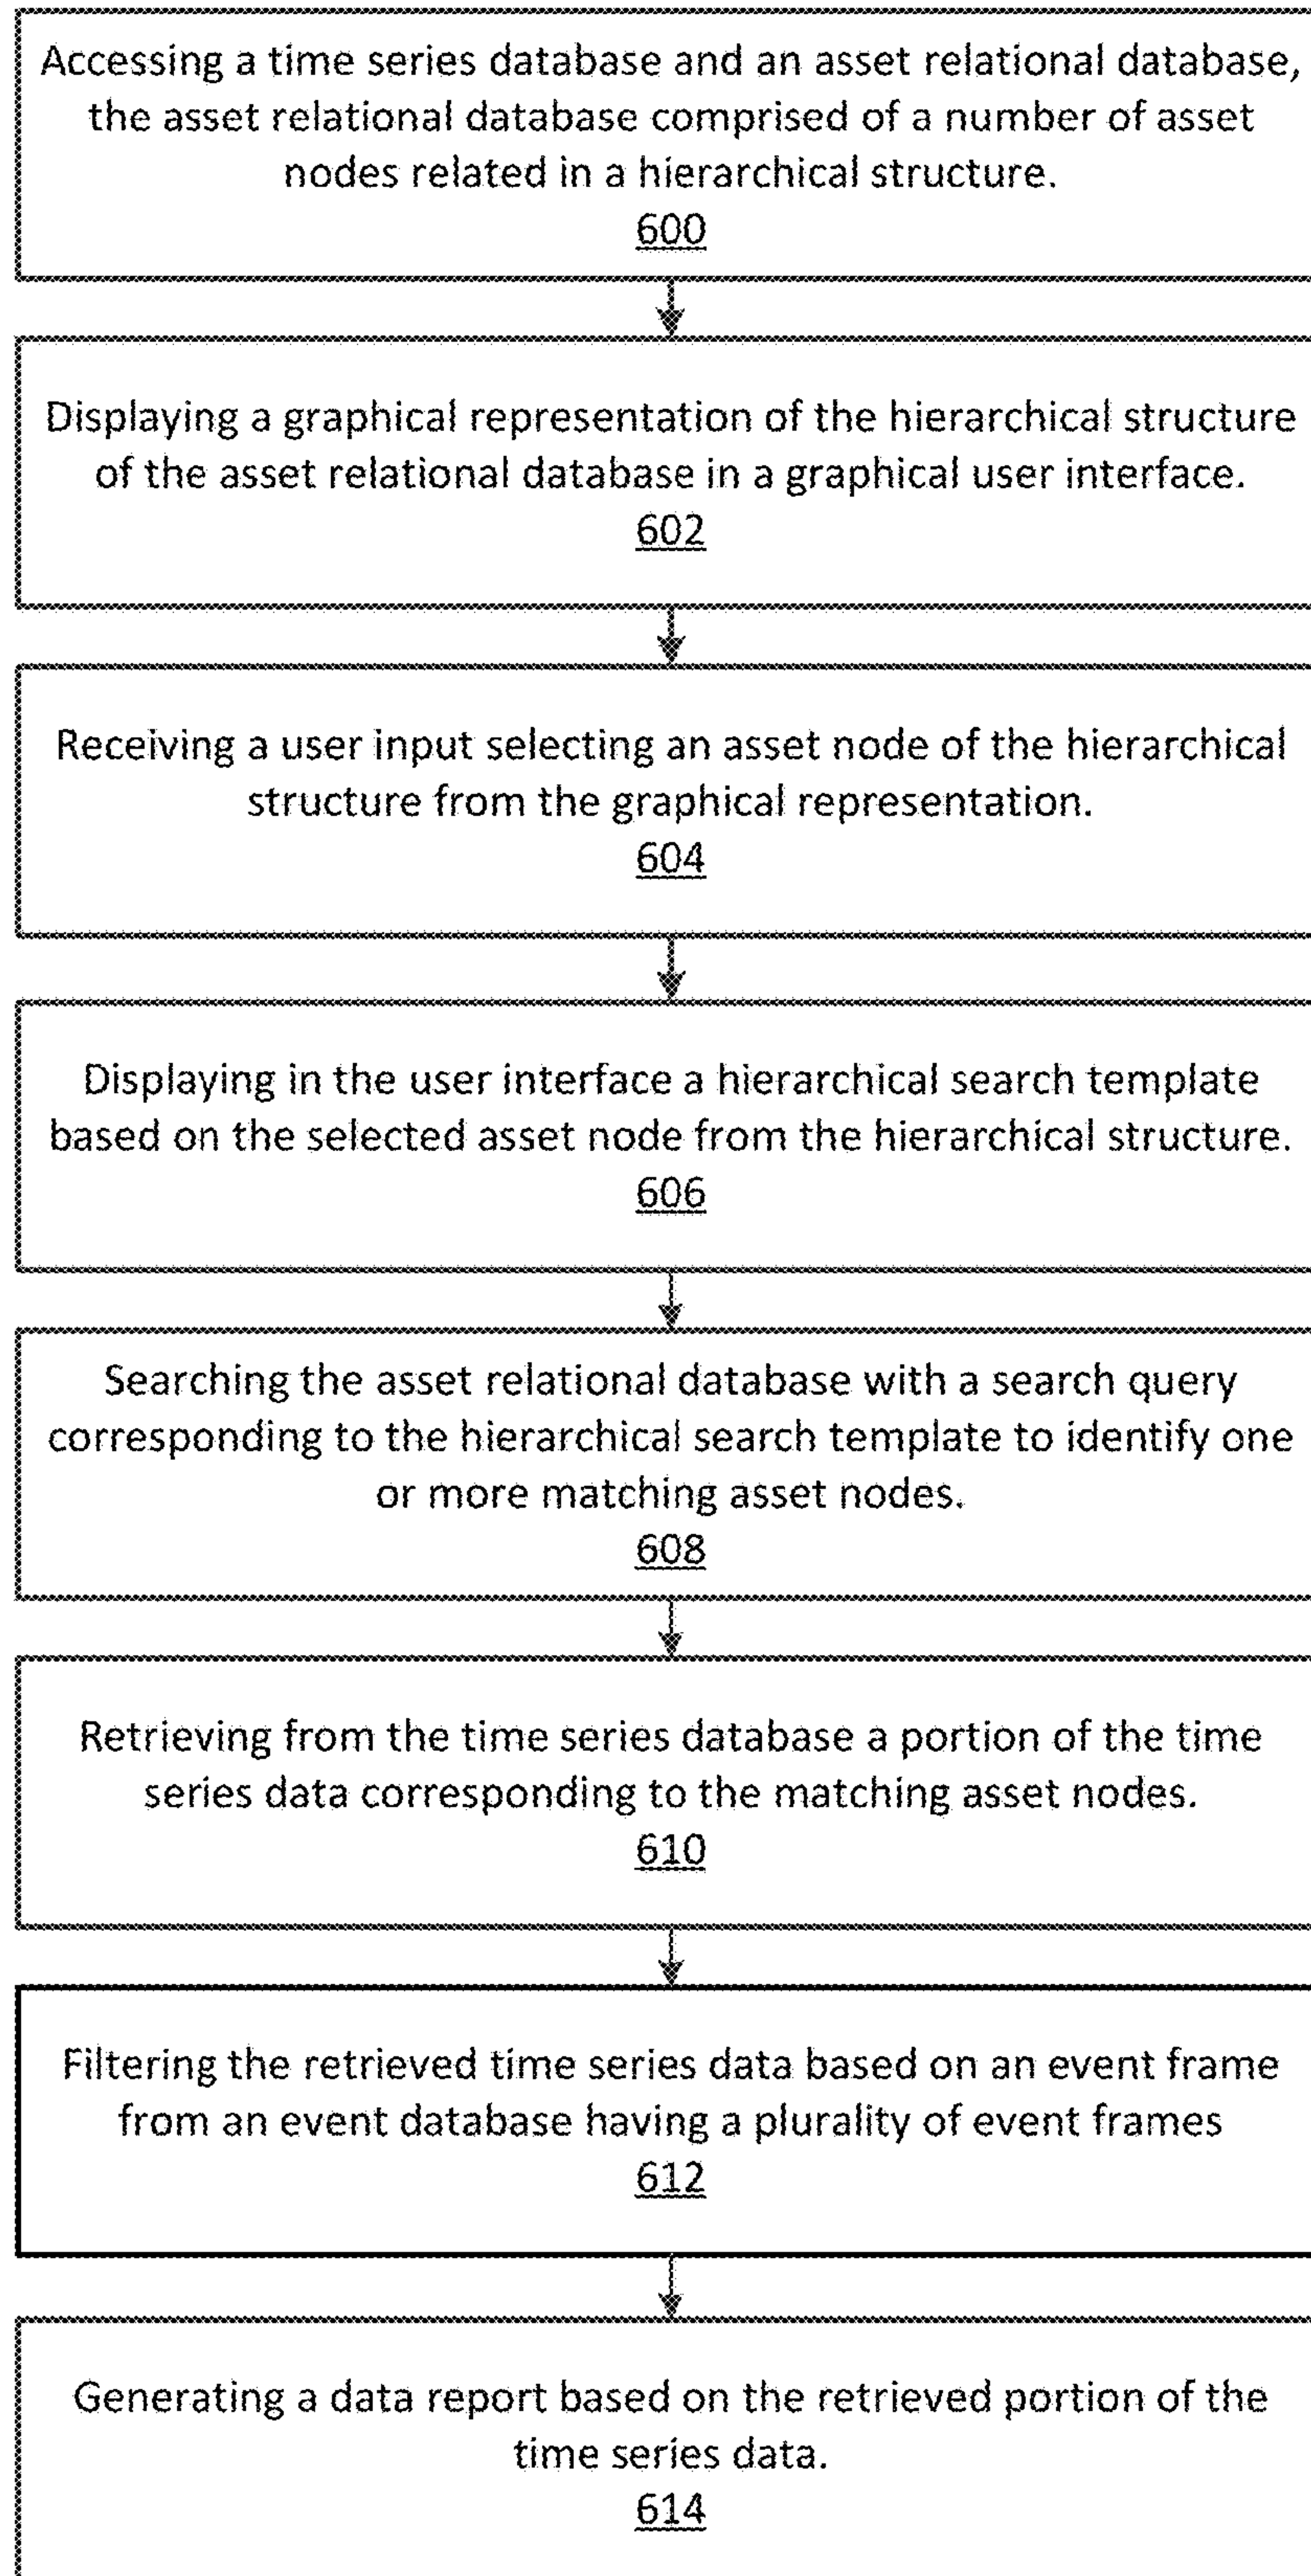 Accessing a time series database and an asset relational database,
the asset relational database comprised of a number of asset
nodes related in a hierarchical structure.
600
Displaying a graphical representation of the hierarchical structure
of the asset relational database in a graphical user interface.
602
Receiving a user input selecting an asset node of the hierarchical
structure from the graphical representation.
604
Displaying in the user interface a hierarchical search template
based on the selected asset node from the hierarchical structure.
606
Searching the asset relational database with a search query
corresponding to the hierarchical search template to identify one
or more matching asset nodes.
608
Retrieving from the time series database a portion of the time
series data corresponding to the matching asset nodes.
610
Filtering the retrieved time series data based on an event frame
from an event database having a plurality of event frames
612
Generating a data report based on the retrieved portion of the
time series data.
614